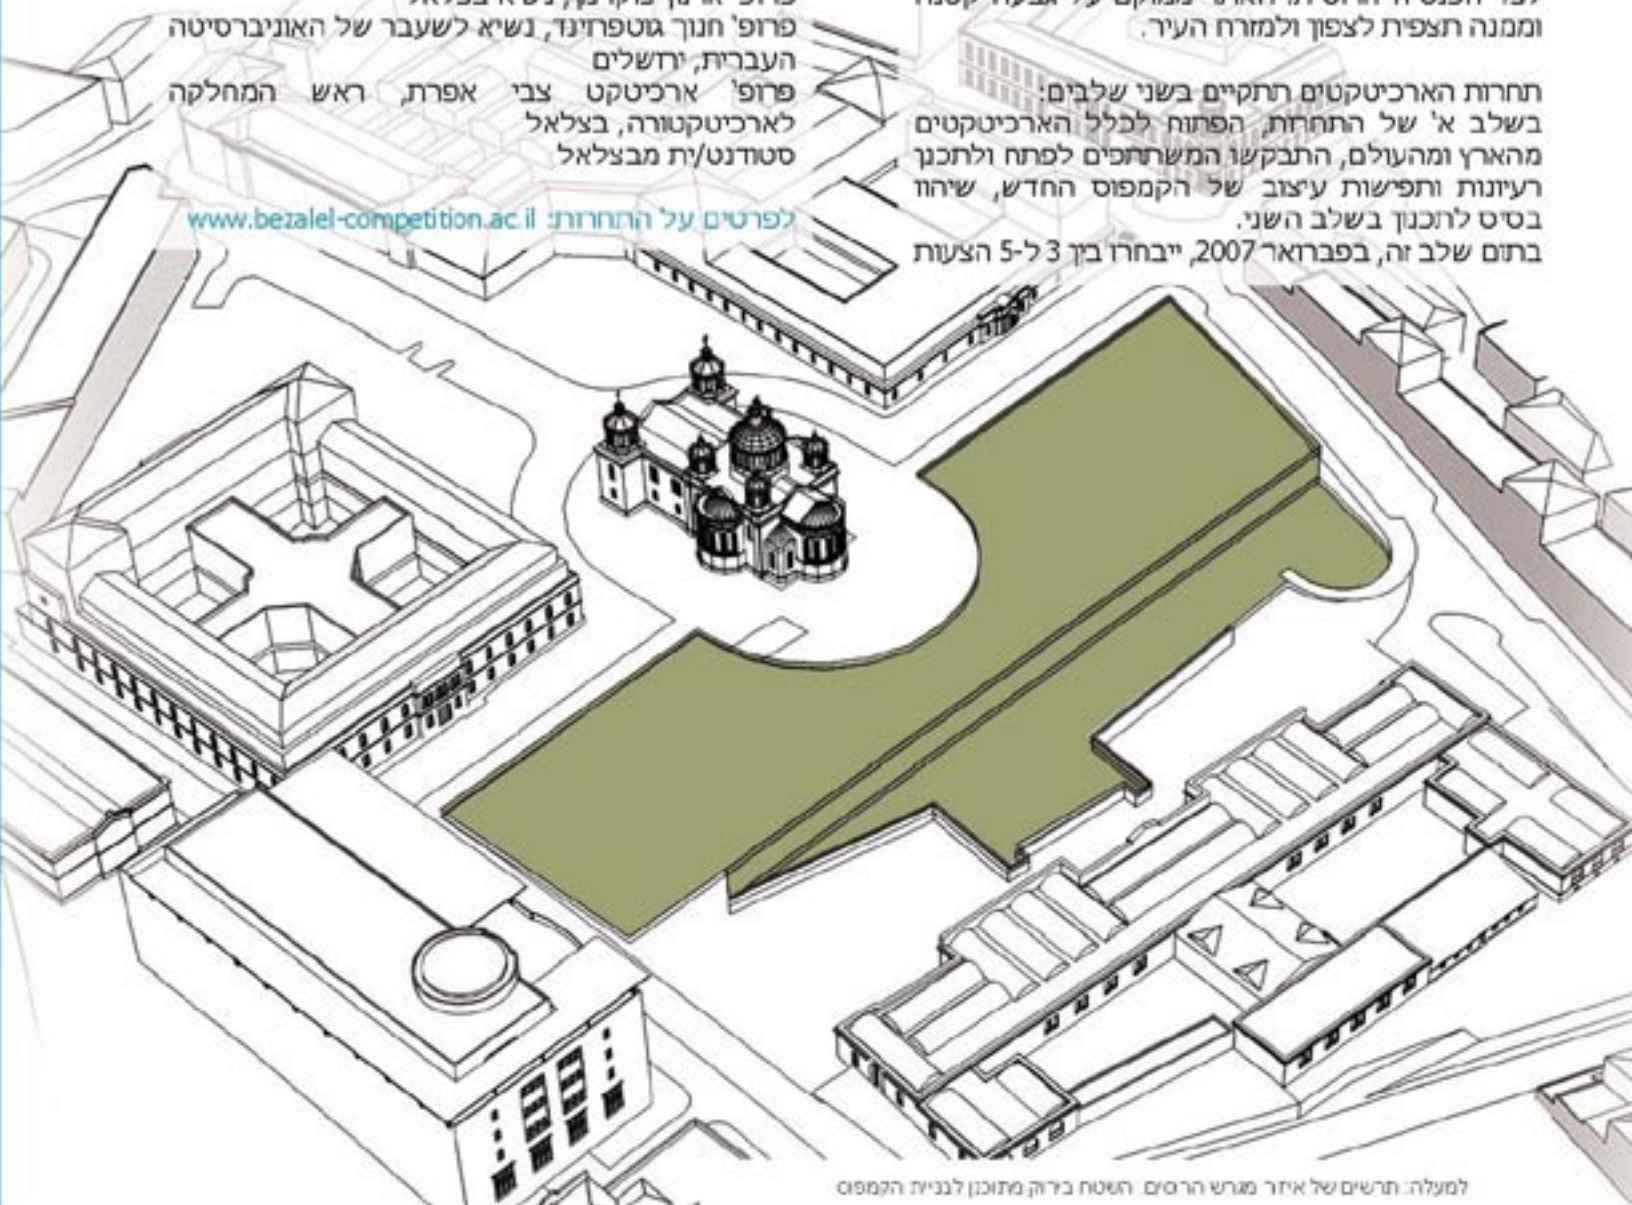 וממנה תצפית לצפון ולמזרח העיר.
תחרות הארכיטקטים תתקיים בשני שלבים:
בשלב א' של התחרות, הפתוח לכלל הארכיטקטים
מהארץ ומהעולם, התבקשו המשתתפים לפתח ולתכנן
רעיונות ותפישות עיצוב של הקמפוס החדש, שיהוו
בסיס לתכנון בשלב השני.
בתום שלב זה, בפברואר 2007, ייבחרו בין 3 ל-5 הצעות
פרופ' חנוך גוטפרוינד, נשיא לשעבר של האוניברסיטה
העברית, ירושלים
פרופ' ארכיטקט צבי אפרת, ראש המחלקה
לארכיטקטורה, בצלאל
סטודנט/ית מבצלאל
לפרטים על התחרות: www.bezalel-competition.ac.il
למעלה: תרשים של איזור מגרש הרוסים. השטח בירוק מתוכנן לבניית הקמפוס